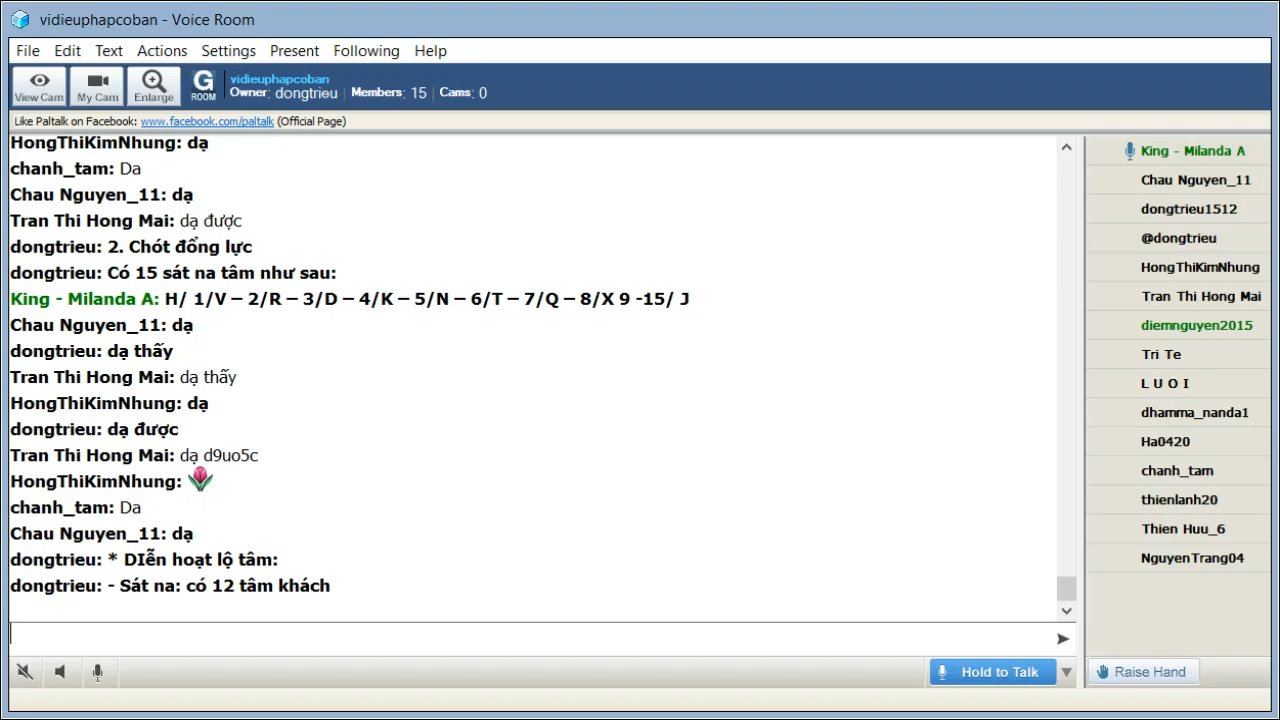 vidieuphapcoban - Voice Room
File Edit Text Actions Settings Present Following Help
View Cam My Cam Enlarge G ROOM
vidieuphapcoban
Owner: dongtrieu | Members: 15 | Cams: 0
Like Paltalk on Facebook: www.facebook.com/paltalk (Official Page)
HongThiKimNhung: dạ
chanh_tam: Da
Chau Nguyen_11: dạ
Tran Thi Hong Mai: dạ được
dongtrieu: 2. Chót đổng lực
dongtrieu: Có 15 sát na tâm như sau:
King - Milanda A: H/ 1/V – 2/R – 3/D – 4/K – 5/N – 6/T – 7/Q – 8/X 9 -15/ J
Chau Nguyen_11: dạ
dongtrieu: dạ thấy
Tran Thi Hong Mai: dạ thấy
HongThiKimNhung: dạ
dongtrieu: dạ được
Tran Thi Hong Mai: dạ d9uo5c
HongThiKimNhung:
chanh_tam: Da
Chau Nguyen_11: dạ
dongtrieu: * DIễn hoạt lộ tâm:
dongtrieu: - Sát na: có 12 tâm khách
King - Milanda A
Chau Nguyen_11
dongtrieu1512
@dongtrieu
HongThiKimNhung
Tran Thi Hong Mai
diemnguyen2015
Tri Te
L U O I
dhamma_nanda1
Ha0420
chanh_tam
thienlanh20
Thien Huu_6
NguyenTrang04
Hold to Talk
Raise Hand